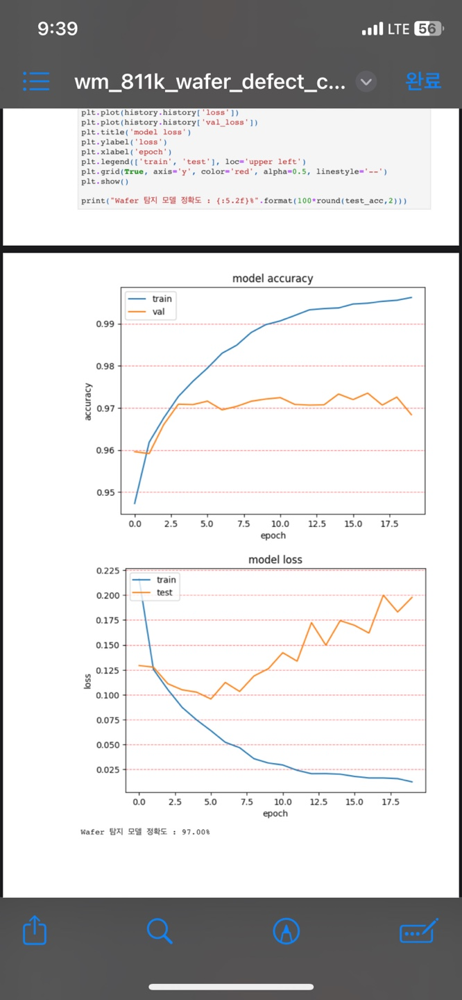 9:39
LTE 56
wm_811k_wafer_defect_c...
완료
plt.plot(history.history['loss'])
plt.plot(history.history['val_loss'])
plt.title('model loss')
plt.ylabel('loss')
plt.xlabel('epoch')
plt.legend(['train', 'test'], loc='upper left')
plt.grid(True, axis='y', color='red', alpha=0.5, linestyle='--')
plt.show()
print("Wafer 탐지 모델 정확도 : {:5.2f}%".format(100*round(test_acc,2)))
model accuracy
train
val
0.99
0.98
0.97
0.96
0.95
accuracy
0.0 2.5 5.0 7.5 10.0 12.5 15.0 17.5
epoch
model loss
train
test
0.225
0.200
0.175
0.150
0.125
0.100
0.075
0.050
0.025
loss
0.0 2.5 5.0 7.5 10.0 12.5 15.0 17.5
epoch
Wafer 탐지 모델 정확도 : 97.00%